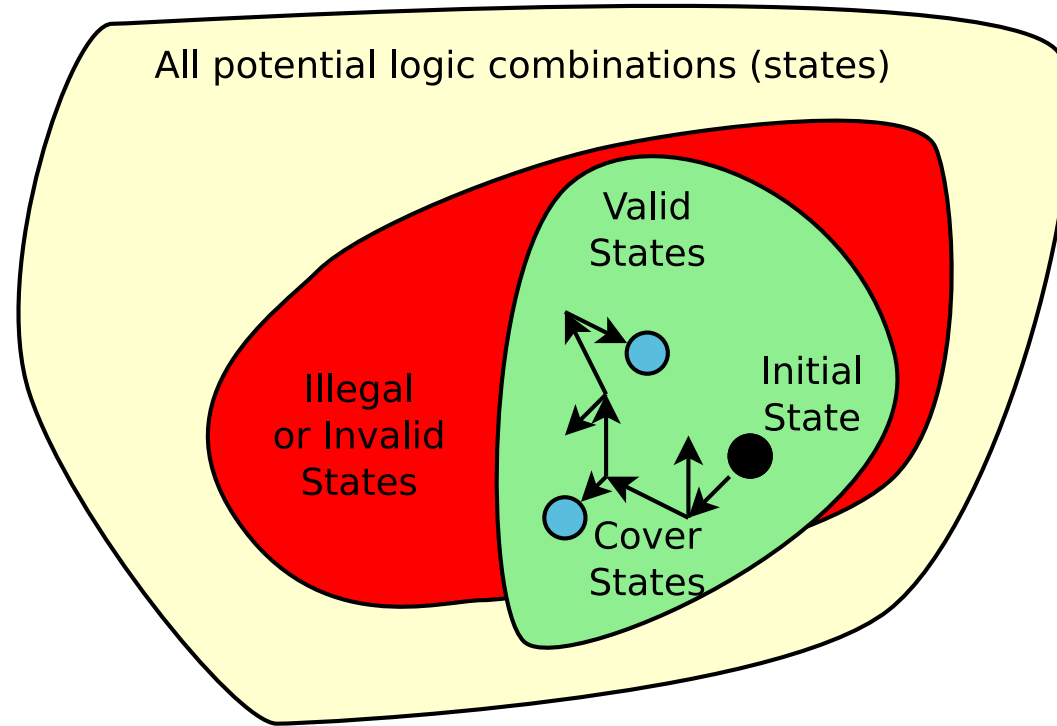 All potential logic combinations (states)
Valid
States
Initial
State
Illegal
or Invalid
States
Cover
States